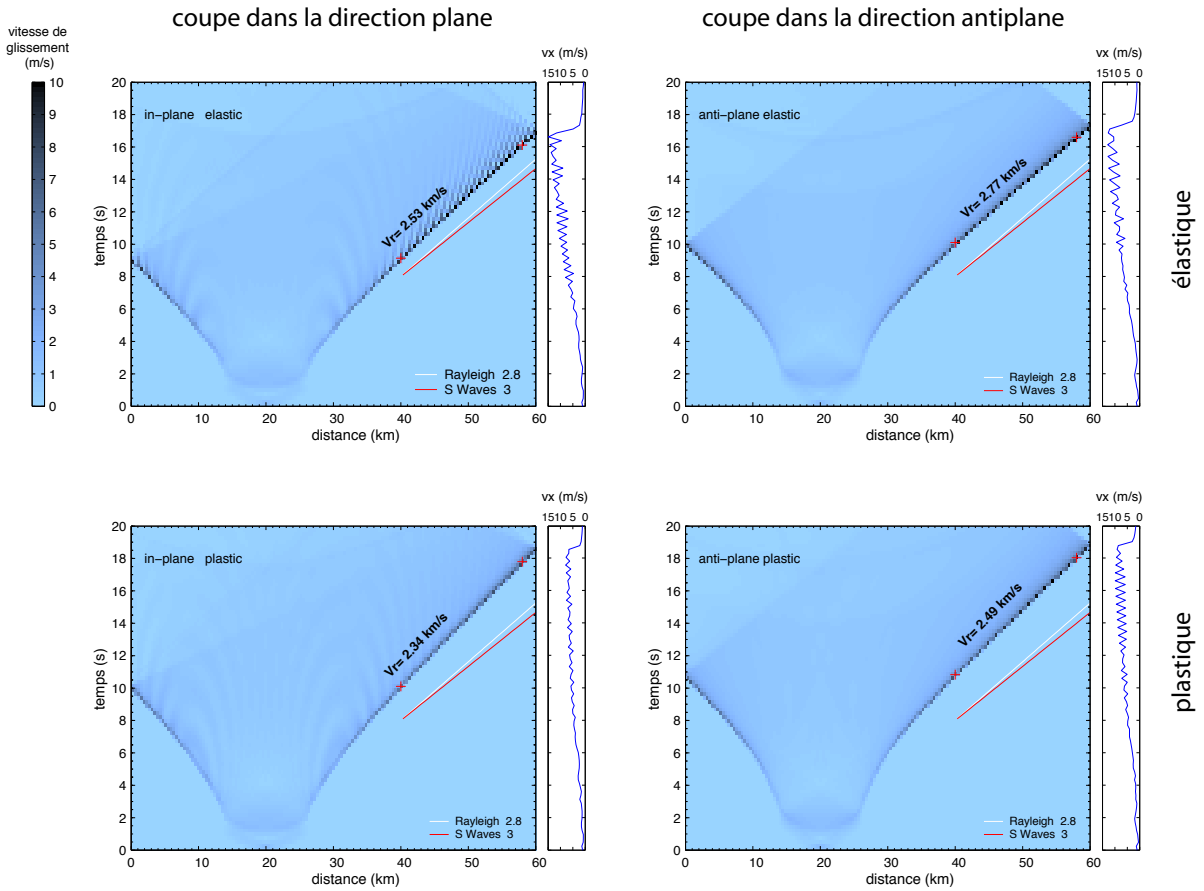 coupe dans la direction plane
coupe dans la direction antiplane
vitesse de
glissement
(m/s)
10
9
8
7
6
5
4
3
2
1
0
vx (m/s)
1510 5 0
20
18
16
14
12
10
8
6
4
2
0
temps (s)
in-plane elastic
Vr= 2.53 km/s
Rayleigh 2.8
S Waves 3
0 10 20 30 40 50 60
distance (km)
vx (m/s)
1510 5 0
20
18
16
14
12
10
8
6
4
2
0
temps (s)
anti-plane elastic
Vr= 2.77 km/s
Rayleigh 2.8
S Waves 3
0 10 20 30 40 50 60
distance (km)
élastique
vx (m/s)
1510 5 0
20
18
16
14
12
10
8
6
4
2
0
temps (s)
in-plane plastic
Vr= 2.34 km/s
Rayleigh 2.8
S Waves 3
0 10 20 30 40 50 60
distance (km)
vx (m/s)
1510 5 0
20
18
16
14
12
10
8
6
4
2
0
temps (s)
anti-plane plastic
Vr= 2.49 km/s
Rayleigh 2.8
S Waves 3
0 10 20 30 40 50 60
distance (km)
plastique